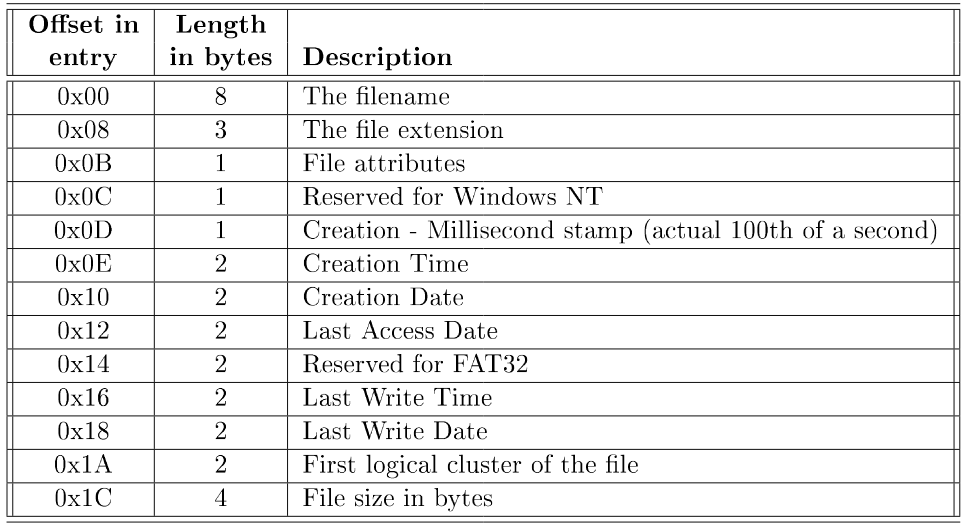 Offset in entry Length in bytes Description
0x00 8 The filename
0x08 3 The file extension
0x0B 1 File attributes
0x0C 1 Reserved for Windows NT
0x0D 1 Creation - Millisecond stamp (actual 100th of a second)
0x0E 2 Creation Time
0x10 2 Creation Date
0x12 2 Last Access Date
0x14 2 Reserved for FAT32
0x16 2 Last Write Time
0x18 2 Last Write Date
0x1A 2 First logical cluster of the file
0x1C 4 File size in bytes